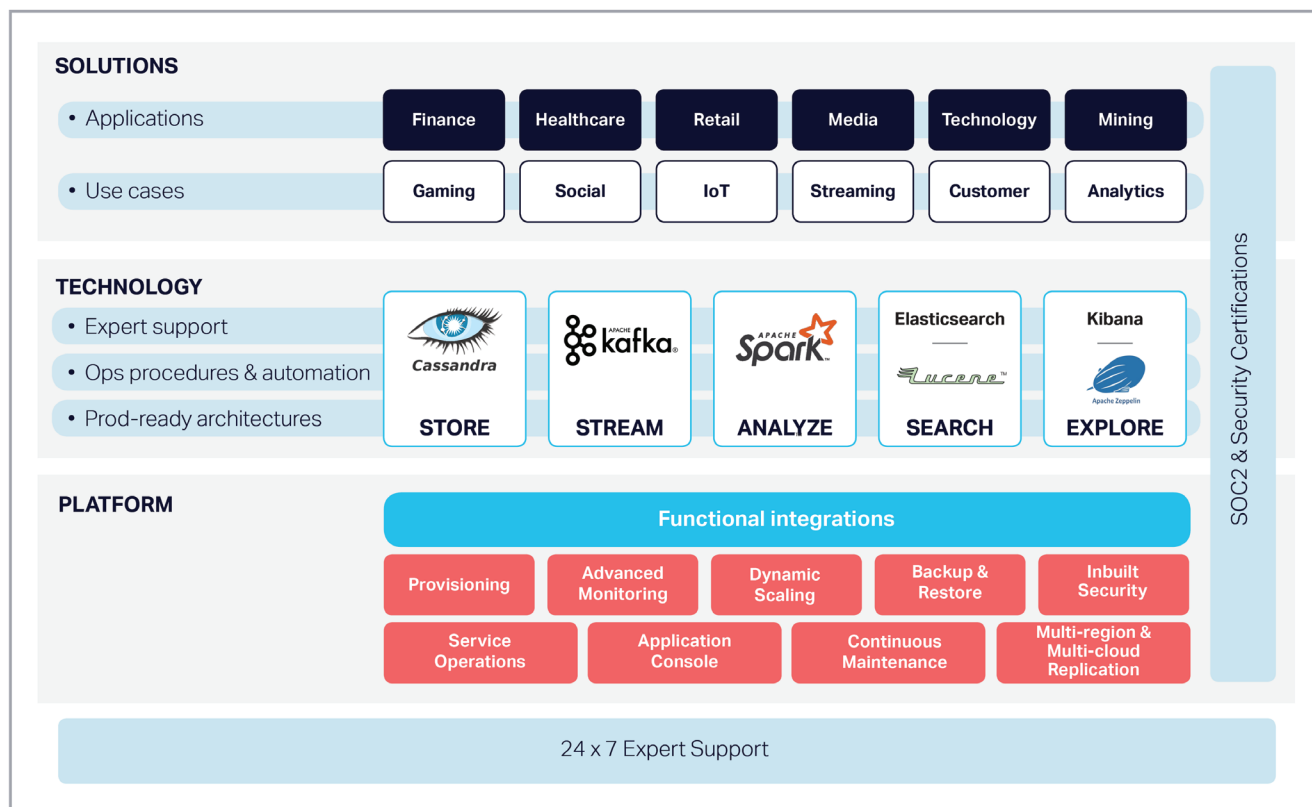 SOLUTIONS
• Applications
Finance
Healthcare
Retail
Media
Technology
Mining
• Use cases
Gaming
Social
IoT
Streaming
Customer
Analytics
TECHNOLOGY
• Expert support
• Ops procedures & automation
• Prod-ready architectures
Cassandra
STORE
APACHE
kafka®
STREAM
APACHE
Spark™
ANALYZE
Elasticsearch
Lucene™
SEARCH
Kibana
Apache Zeppelin
EXPLORE
PLATFORM
Functional integrations
Provisioning
Advanced
Monitoring
Dynamic
Scaling
Backup &
Restore
Inbuilt
Security
Service
Operations
Application
Console
Continuous
Maintenance
Multi-region &
Multi-cloud
Replication
SOC2 & Security Certifications
24 x 7 Expert Support